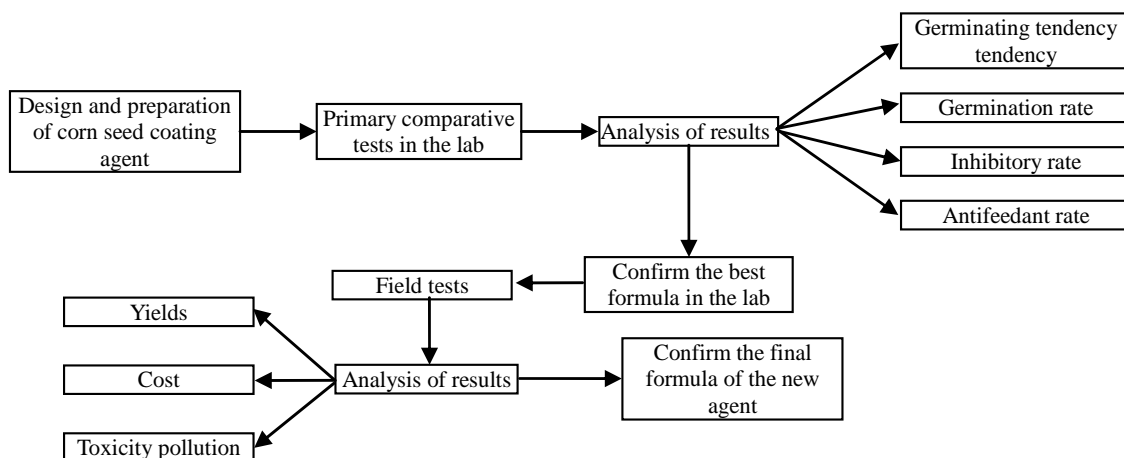 Design and preparation
of corn seed coating
agent
Primary comparative
tests in the lab
Analysis of results
Germinating tendency
tendency
Germination rate
Inhibitory rate
Antifeedant rate
Confirm the best
formula in the lab
Field tests
Yields
Cost
Toxicity pollution
Analysis of results
Confirm the final
formula of the new
agent